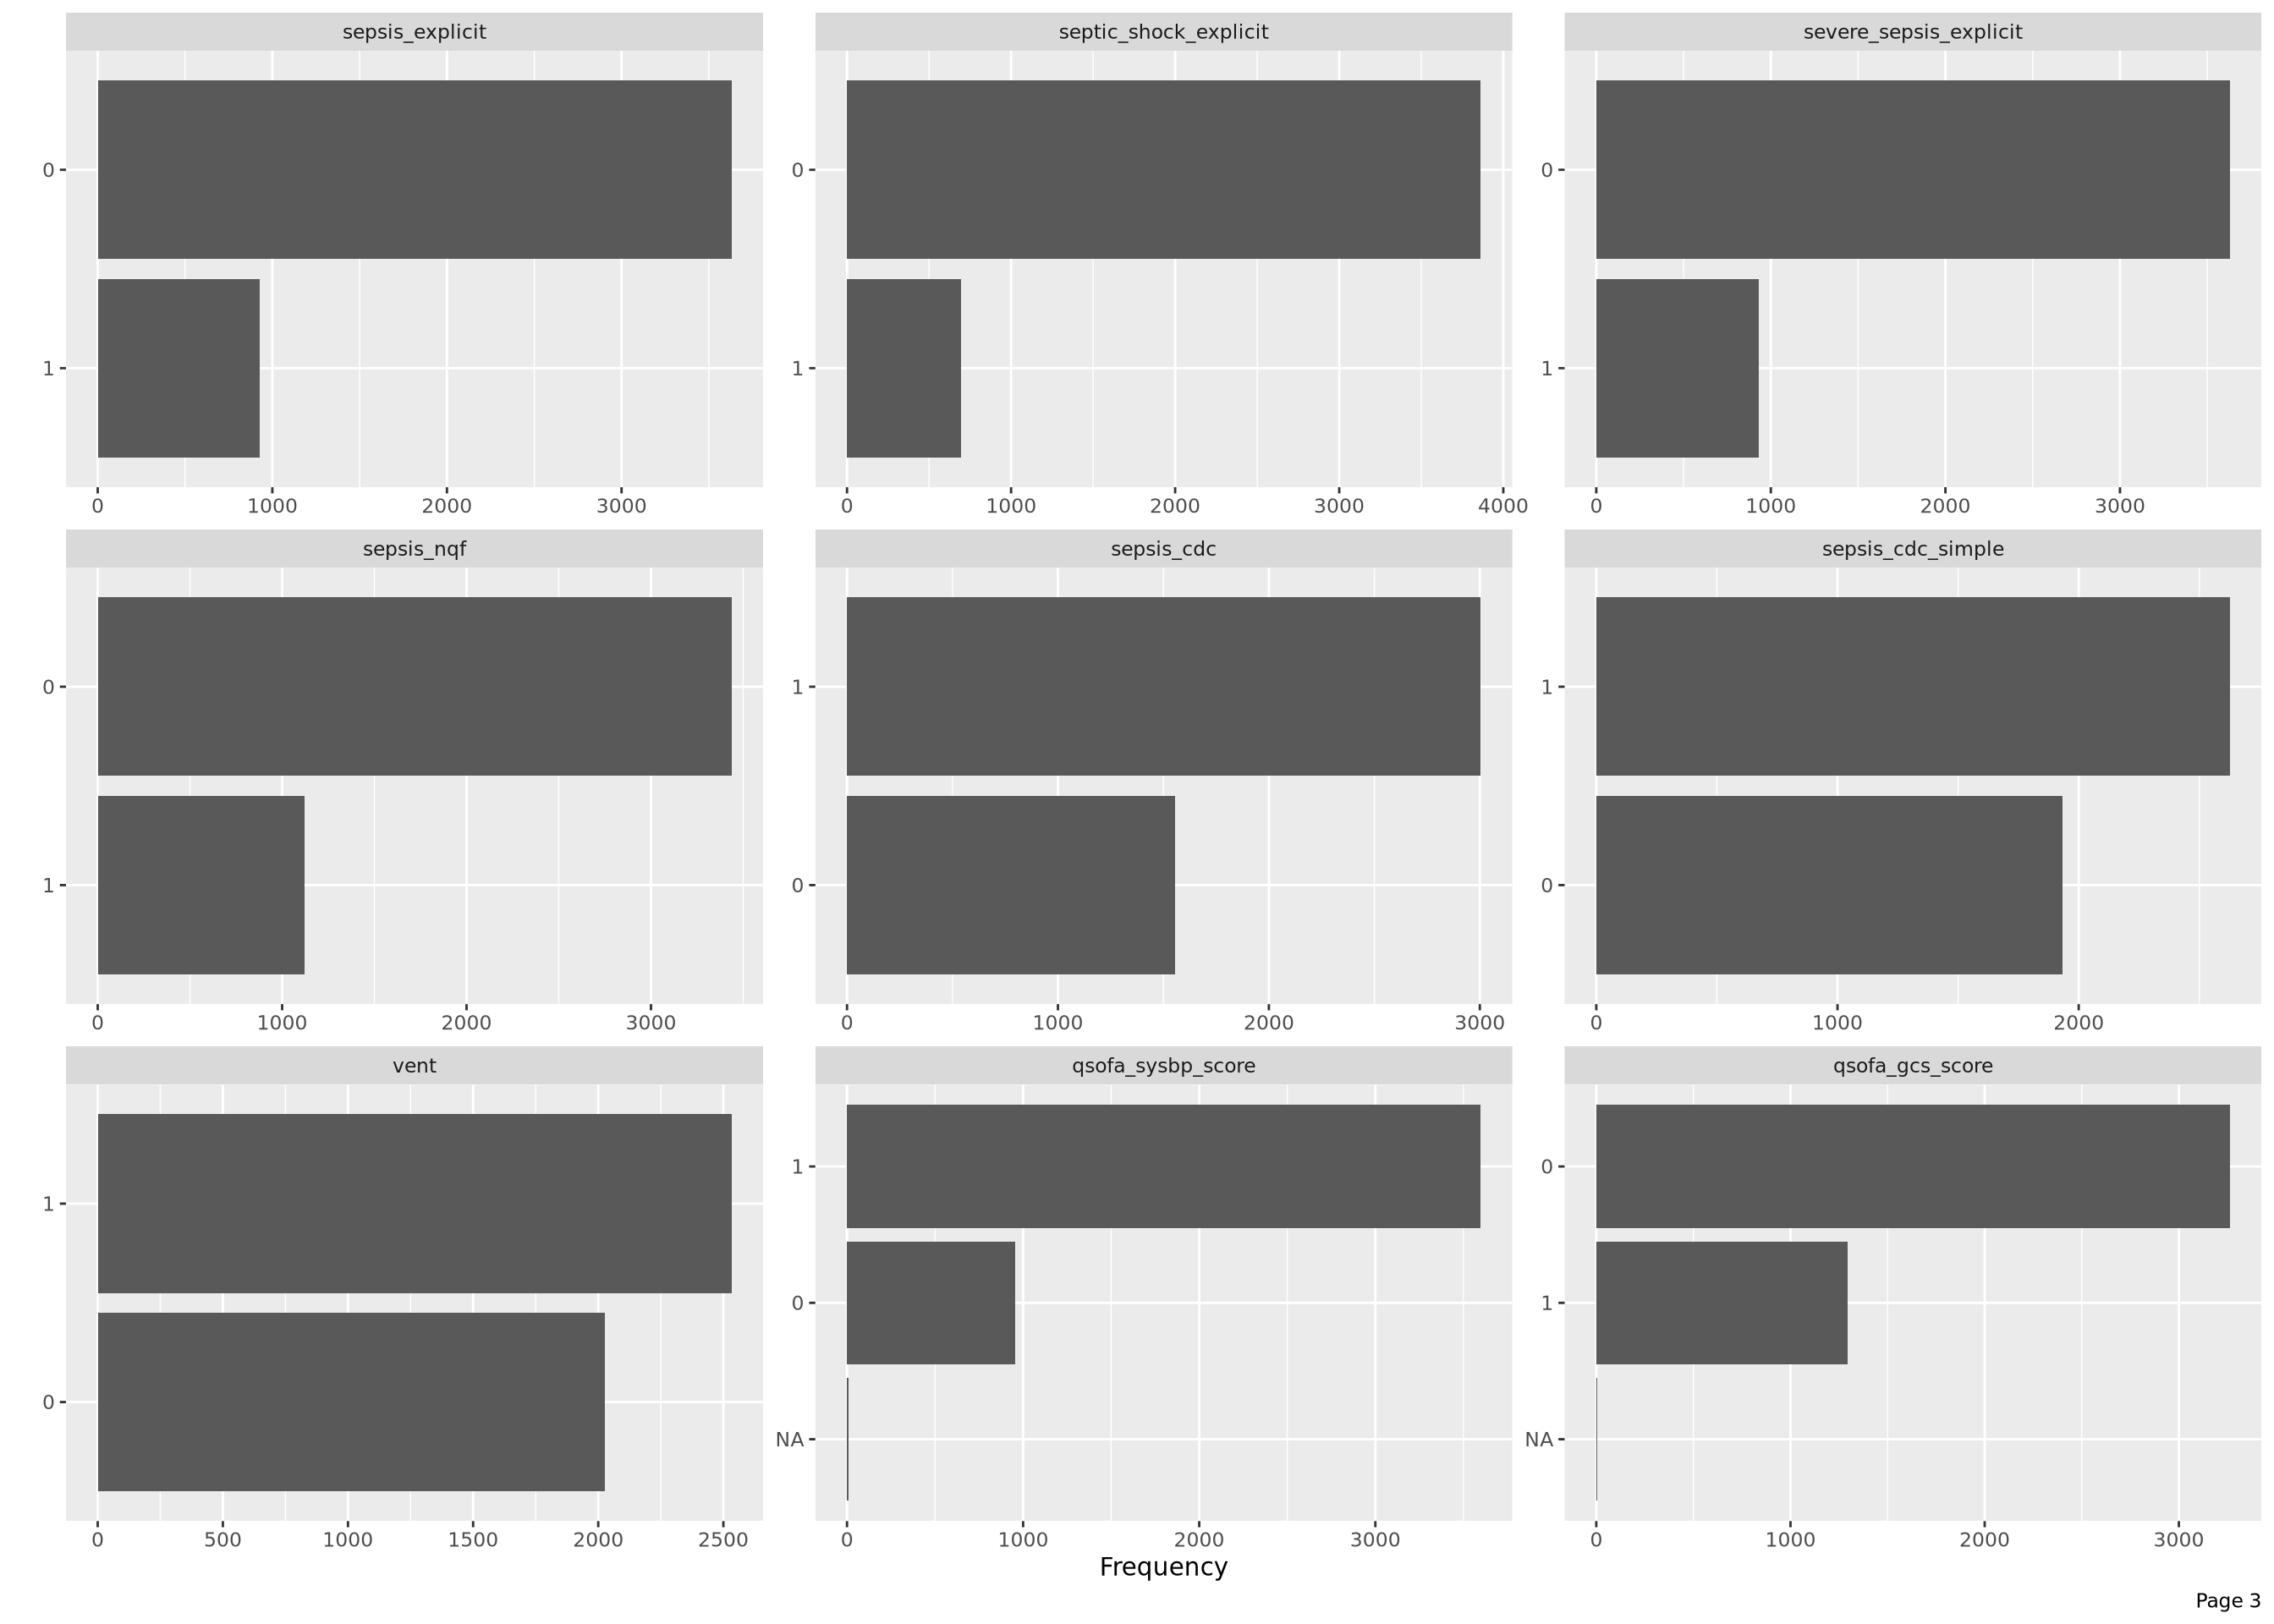 sepsis_explicit septic_shock_explicit severe_sepsis_explicit
0 0 0
1 1 1
0 1000 2000 3000 0 1000 2000 3000 4000 0 1000 2000 3000
sepsis_nqf sepsis_cdc sepsis_cdc_simple
0 1 1
1 0 0
0 1000 2000 3000 0 1000 2000 3000 0 1000 2000
vent qsofa_sysbp_score qsofa_gcs_score
1 0
1
0 1
0
NA NA
0 500 1000 1500 2000 2500 0 1000 2000 3000 0 1000 2000 3000
Frequency
Page 3